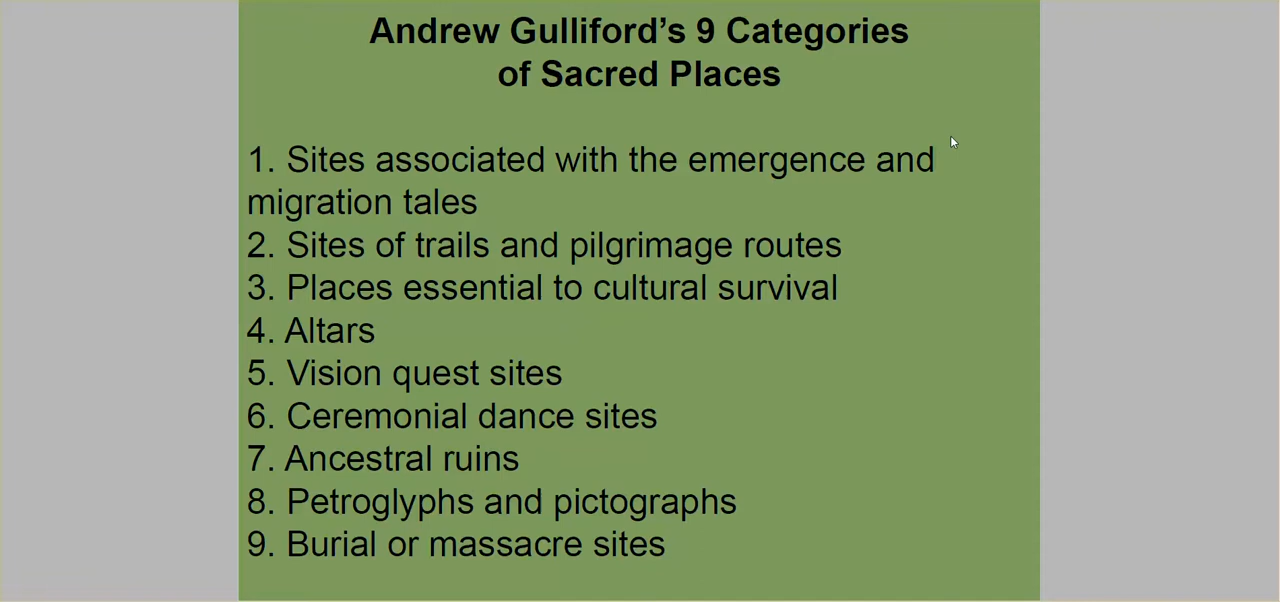 Andrew Gulliford’s 9 Categories
of Sacred Places
1. Sites associated with the emergence and
migration tales
2. Sites of trails and pilgrimage routes
3. Places essential to cultural survival
4. Altars
5. Vision quest sites
6. Ceremonial dance sites
7. Ancestral ruins
8. Petroglyphs and pictographs
9. Burial or massacre sites